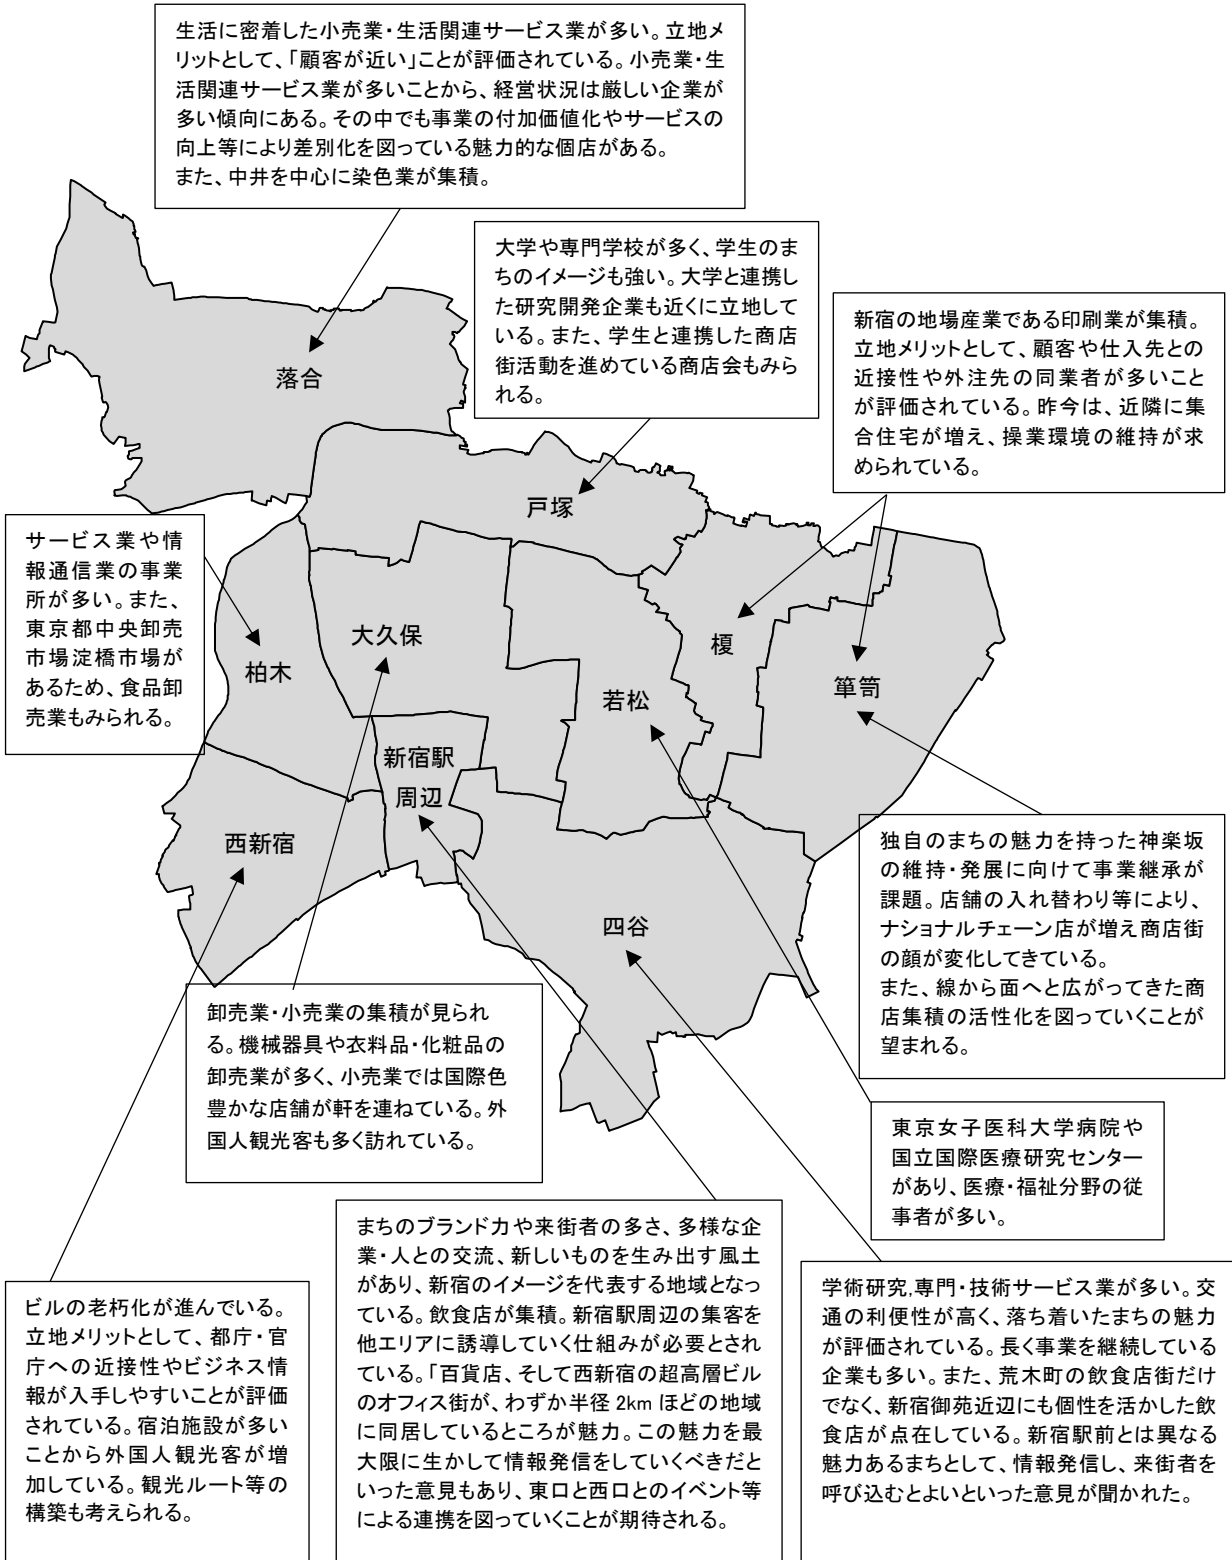 生活に密着した小売業・生活関連サービス業が多い。立地メ
リットとして、「顧客が近い」ことが評価されている。小売業・生
活関連サービス業が多いことから、経営状況は厳しい企業が
多い傾向にある。その中でも事業の付加価値化やサービスの
向上等により差別化を図っている魅力的な個店がある。
また、中井を中心に染色業が集積。
大学や専門学校が多く、学生のま
ちのイメージも強い。大学と連携し
た研究開発企業も近くに立地して
いる。また、学生と連携した商店
街活動を進めている商店会もみら
れる。
新宿の地場産業である印刷業が集積。
立地メリットとして、顧客や仕入先との
近接性や外注先の同業者が多いこと
が評価されている。昨今は、近隣に集
合住宅が増え、操業環境の維持が求
められている。
落合
戸塚
サービス業や情
報通信業の事業
所が多い。また、
東京都中央卸売
市場淀橋市場が
あるため、食品卸
売業もみられる。
柏木
大久保
榎
箪笥
若松
新宿駅
周辺
西新宿
四谷
独自のまちの魅力を持った神楽坂
の維持・発展に向けて事業継承が
課題。店舗の入れ替わり等により、
ナショナルチェーン店が増え商店街
の顔が変化してきている。
また、線から面へと広がってきた商
店集積の活性化を図っていくことが
望まれる。
卸売業・小売業の集積が見られ
る。機械器具や衣料品・化粧品の
卸売業が多く、小売業では国際色
豊かな店舗が軒を連ねている。外
国人観光客も多く訪れている。
東京女子医科大学病院や
国立国際医療研究センター
があり、医療・福祉分野の従
事者が多い。
ビルの老朽化が進んでいる。
立地メリットとして、都庁・官
庁への近接性やビジネス情
報が入手しやすいことが評価
されている。宿泊施設が多い
ことから外国人観光客が増
加している。観光ルート等の
構築も考えられる。
まちのブランド力や来街者の多さ、多様な企
業・人との交流、新しいものを生み出す風土
があり、新宿のイメージを代表する地域となっ
ている。飲食店が集積。新宿駅周辺の集客を
他エリアに誘導していく仕組みが必要とされ
ている。「百貨店、そして西新宿の超高層ビル
のオフィス街が、わずか半径 2km ほどの地域
に同居しているところが魅力。この魅力を最
大限に生かして情報発信をしていくべきだと
いった意見もあり、東口と西口とのイベント等
による連携を図っていくことが期待される。
学術研究,専門・技術サービス業が多い。交
通の利便性が高く、落ち着いたまちの魅力
が評価されている。長く事業を継続している
企業も多い。また、荒木町の飲食店街だけ
でなく、新宿御苑近辺にも個性を活かした飲
食店が点在している。新宿駅前とは異なる
魅力あるまちとして、情報発信し、来街者を
呼び込むとよいといった意見が聞かれた。